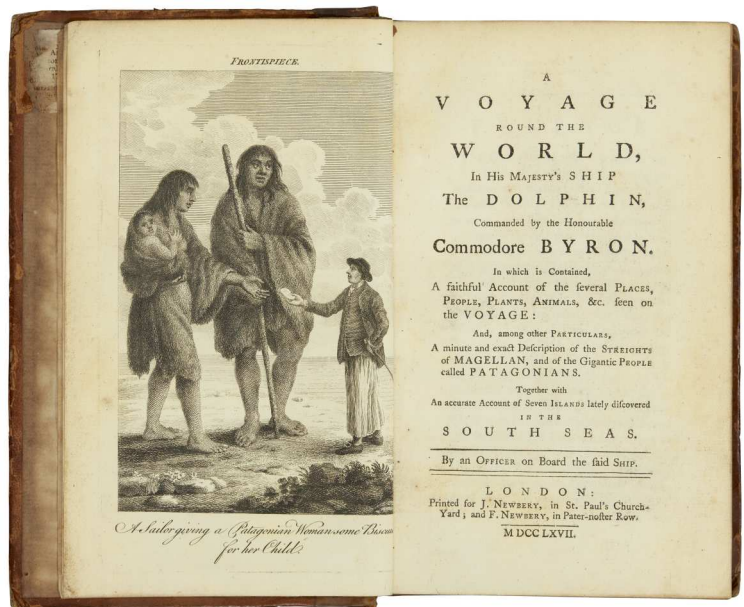 FRONTISPIECE.
A Sailor giving a Patagonian Woman some
for her Child.
A
VOYAGE
ROUND THE
WORLD,
In His MAJESTY'S SHIP
The DOLPHIN,
Commanded by the Honourable
Commodore BYRON.
In which is Contained,
A faithful Account of the ſeveral PLACES,
PEOPLE, PLANTS, ANIMALS, &c. ſeen on
the VOYAGE:
And, among other PARTICULARS,
A minute and exact Deſcription of the STREIGHTS
of MAGELLAN, and of the Gigantic PEOPLE
called PATAGONIANS.
Together with
An accurate Account of Seven ISLANDS lately diſcovered
IN THE
SOUTH SEAS.
By an OFFICER on Board the ſaid SHIP.
LONDON:
Printed for J. NEWBERY, in St. Paul's Church-
Yard; and F. NEWBERY, in Pater-noſter Row.
M DCC LXVII.